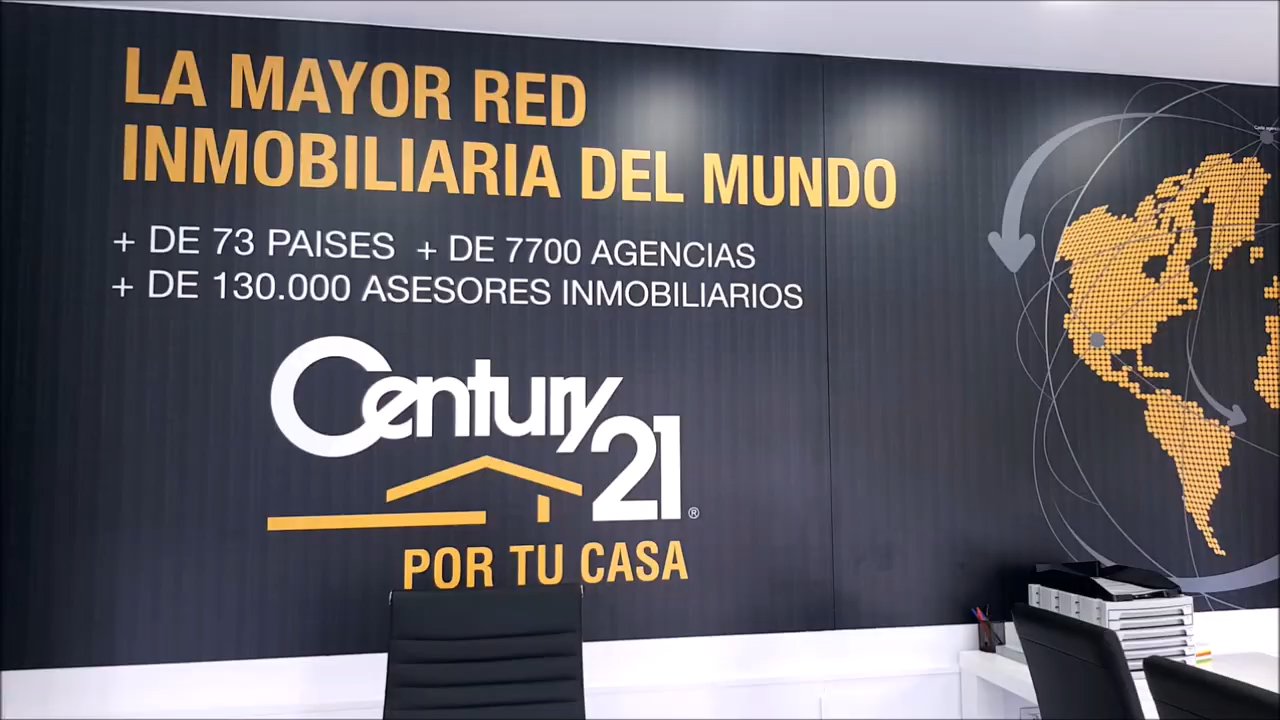 LA MAYOR RED
INMOBILIARIA DEL MUNDO
+ DE 73 PAISES + DE 7700 AGENCIAS
+ DE 130.000 ASESORES INMOBILIARIOS
Century
21®
POR TU CASA